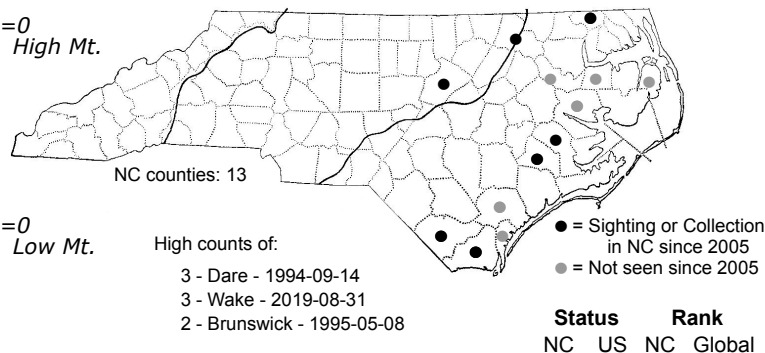 =0
High Mt.
NC counties: 13
=0
Low Mt.
High counts of:
3 - Dare - 1994-09-14
3 - Wake - 2019-08-31
2 - Brunswick - 1995-05-08
= Sighting or Collection
in NC since 2005
= Not seen since 2005
Status Rank
NC US NC Global